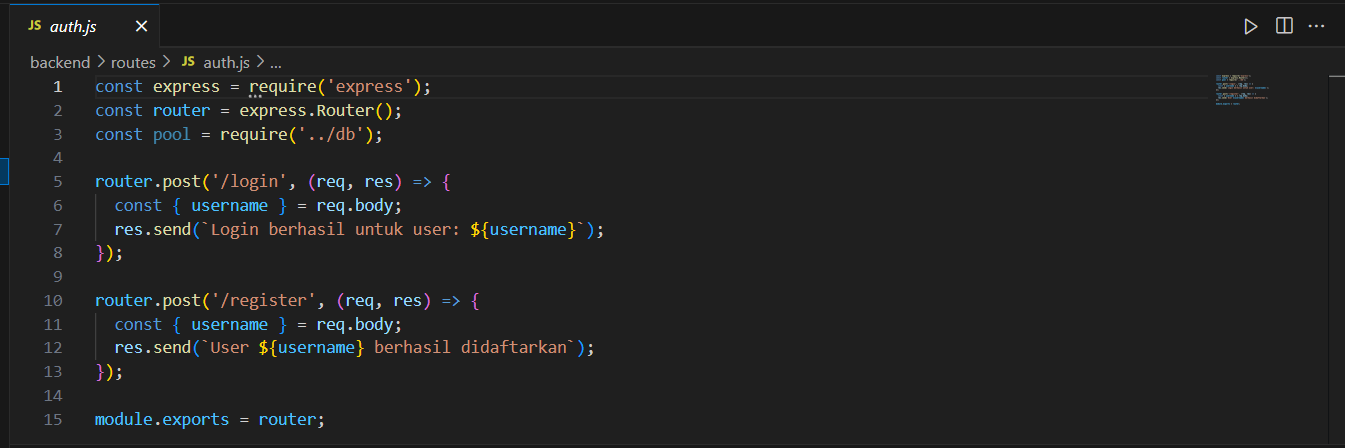 JS auth.js
backend > routes > JS auth.js > ...
1 const express = require('express');
2 const router = express.Router();
3 const pool = require('../db');
4
5 router.post('/login', (req, res) => {
6   const { username } = req.body;
7   res.send(`Login berhasil untuk user: ${username}`);
8 });
9
10 router.post('/register', (req, res) => {
11   const { username } = req.body;
12   res.send(`User ${username} berhasil didaftarkan`);
13 });
14
15 module.exports = router;